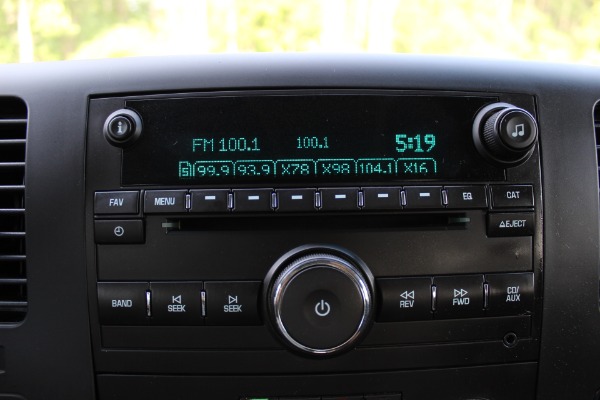 FM 100.1 100.1 5:19
5 99.9 93.9 X78 X98 104.1 X16
FAV MENU EQ CAT
EJECT
BAND SEEK SEEK REV FWD CD/AUX